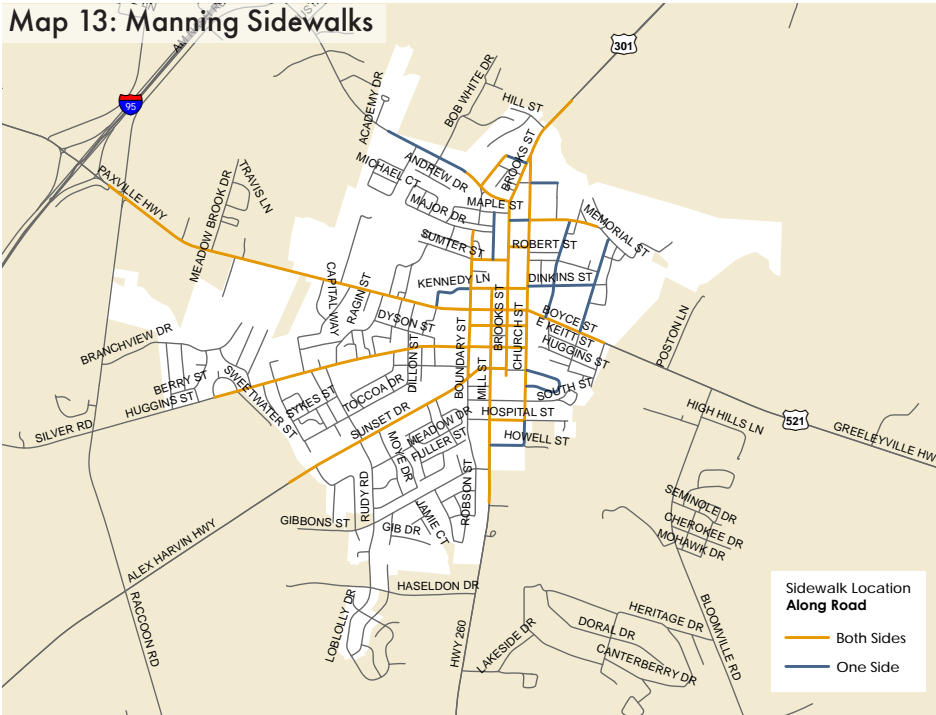 Map 13: Manning Sidewalks
301
95
ACADEMY DR
BOB WHITE DR
HILL ST
BROOKS ST
ANDREW DR
MICHAEL CT
TRAVIS LN
PAXVILLE HWY
MEADOW BROOK DR
MAJOR DR
MAPLE ST
MEMORIAL ST
SUMTER ST
ROBERT ST
CAPITAL WAY
RAGIN ST
KENNEDY LN
DINKINS ST
BROOKS ST
CHURCH ST
BOYCE ST
E KEITT ST
HUGGINS ST
DYSON ST
POSTON LN
BRANCHVIEW DR
DILLON ST
BOUNDARY ST
MILL ST
BERRY ST
HUGGINS ST
SWEETWATER ST
SYKES ST
TOCCOA DR
SOUTH ST
SUNSET DR
HOSPITAL ST
HIGH HILLS LN
521
GREELEYVILLE HW
SILVER RD
MOYE DR
MEADOW DR
FULLER ST
HOWELL ST
RUDY RD
ROBSON ST
SEMINOLE DR
GIBBONS ST
JAMIE CT
GIB DR
CHEROKEE DR
MOHAWK DR
ALEX HARVIN HWY
HASELDON DR
RACCOON RD
LOBLOLLY DR
HWY 260
LAKESIDE DR
HERITAGE DR
DORAL DR
CANTERBERRY DR
BLOOMVILLE RD
Sidewalk Location
Along Road
Both Sides
One Side